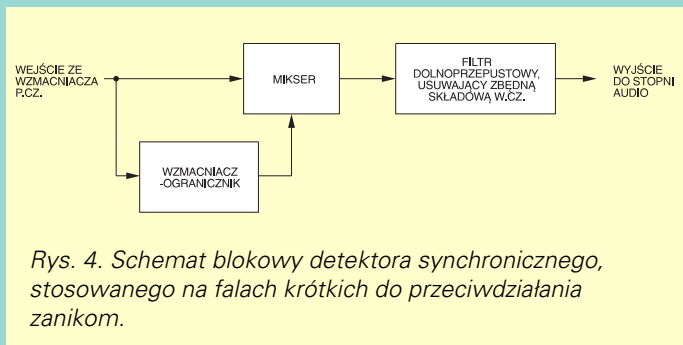 WEJŚCIE ZE
WZMACNIACZA
P.CZ.
MIKSER
FILTR
DOLNOPRZEPUSTOWY,
USUWAJĄCY ZBĘDNĄ
SKŁADOWĄ W.CZ.
WYJŚCIE
DO STOPNI
AUDIO
WZMACNIACZ
-OGRANICZNIK
Rys. 4. Schemat blokowy detektora synchronicznego,
stosowanego na falach krótkich do przeciwdziałania
zanikom.